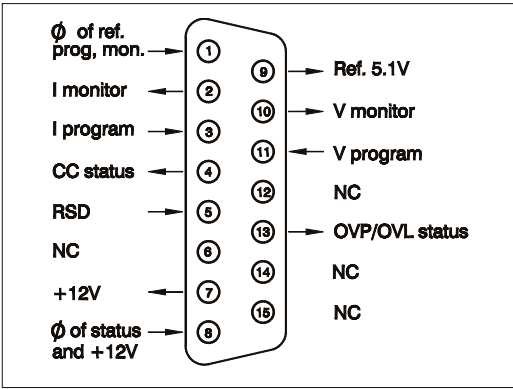 Ø of ref.
prog, mon.
1
I monitor
2
I program
3
CC status
4
RSD
5
NC
6
+12V
7
Ø of status
and +12V
8
9
Ref. 5.1V
10
V monitor
11
V program
12
NC
13
OVP/OVL status
14
NC
15
NC